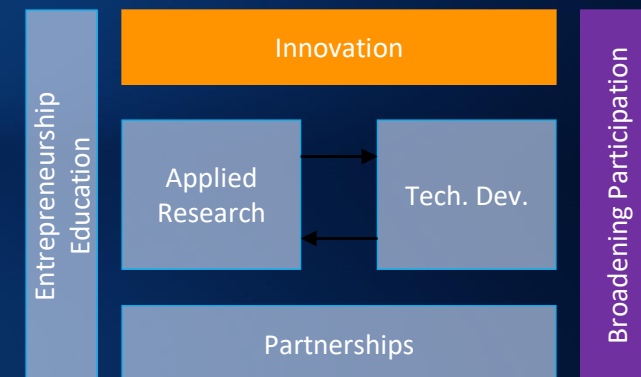 Entrepreneurship
Education
Innovation
Applied
Research
Tech. Dev.
Partnerships
Broadening Participation